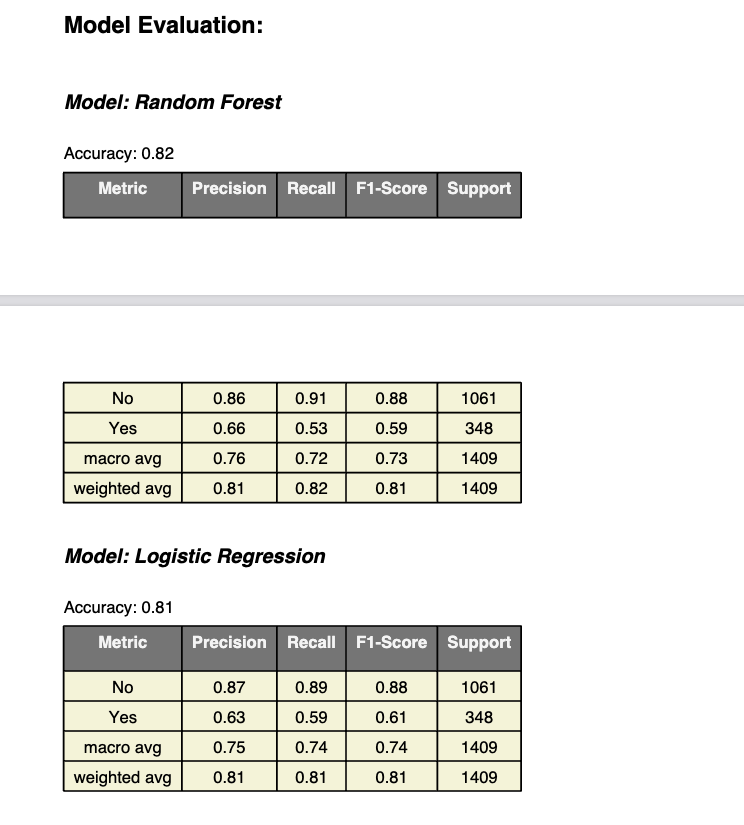 Model Evaluation:
Model: Random Forest
Accuracy: 0.82
Metric Precision Recall F1-Score Support
No 0.86 0.91 0.88 1061
Yes 0.66 0.53 0.59 348
macro avg 0.76 0.72 0.73 1409
weighted avg 0.81 0.82 0.81 1409
Model: Logistic Regression
Accuracy: 0.81
Metric Precision Recall F1-Score Support
No 0.87 0.89 0.88 1061
Yes 0.63 0.59 0.61 348
macro avg 0.75 0.74 0.74 1409
weighted avg 0.81 0.81 0.81 1409